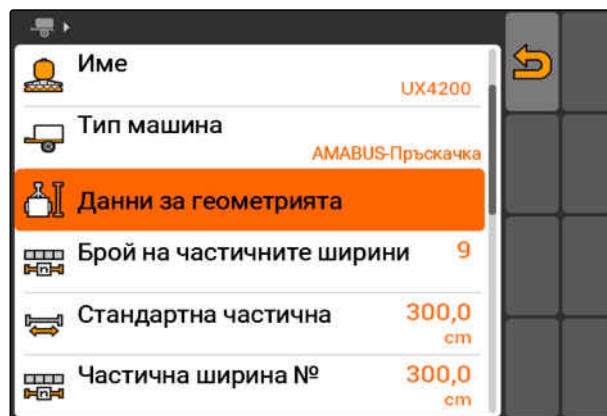 Име
UX4200
Тип машина
AMABUS-Пръскачка
Данни за геометрията
Брой на частичните ширини 9
n
Стандартна частична 300,0
cm
Частична ширина № 300,0
n
cm